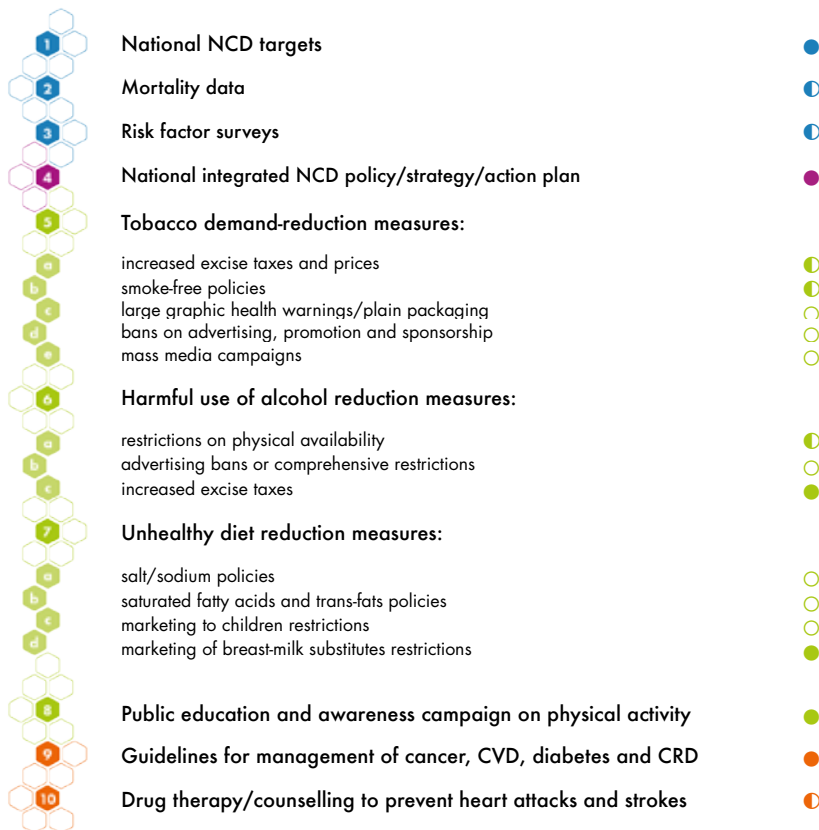 1 National NCD targets
2 Mortality data
3 Risk factor surveys
4 National integrated NCD policy/strategy/action plan
5 Tobacco demand-reduction measures:
a increased excise taxes and prices
b smoke-free policies
c large graphic health warnings/plain packaging
d bans on advertising, promotion and sponsorship
e mass media campaigns
6 Harmful use of alcohol reduction measures:
a restrictions on physical availability
b advertising bans or comprehensive restrictions
c increased excise taxes
7 Unhealthy diet reduction measures:
a salt/sodium policies
b saturated fatty acids and trans-fats policies
c marketing to children restrictions
d marketing of breast-milk substitutes restrictions
8 Public education and awareness campaign on physical activity
9 Guidelines for management of cancer, CVD, diabetes and CRD
10 Drug therapy/counselling to prevent heart attacks and strokes